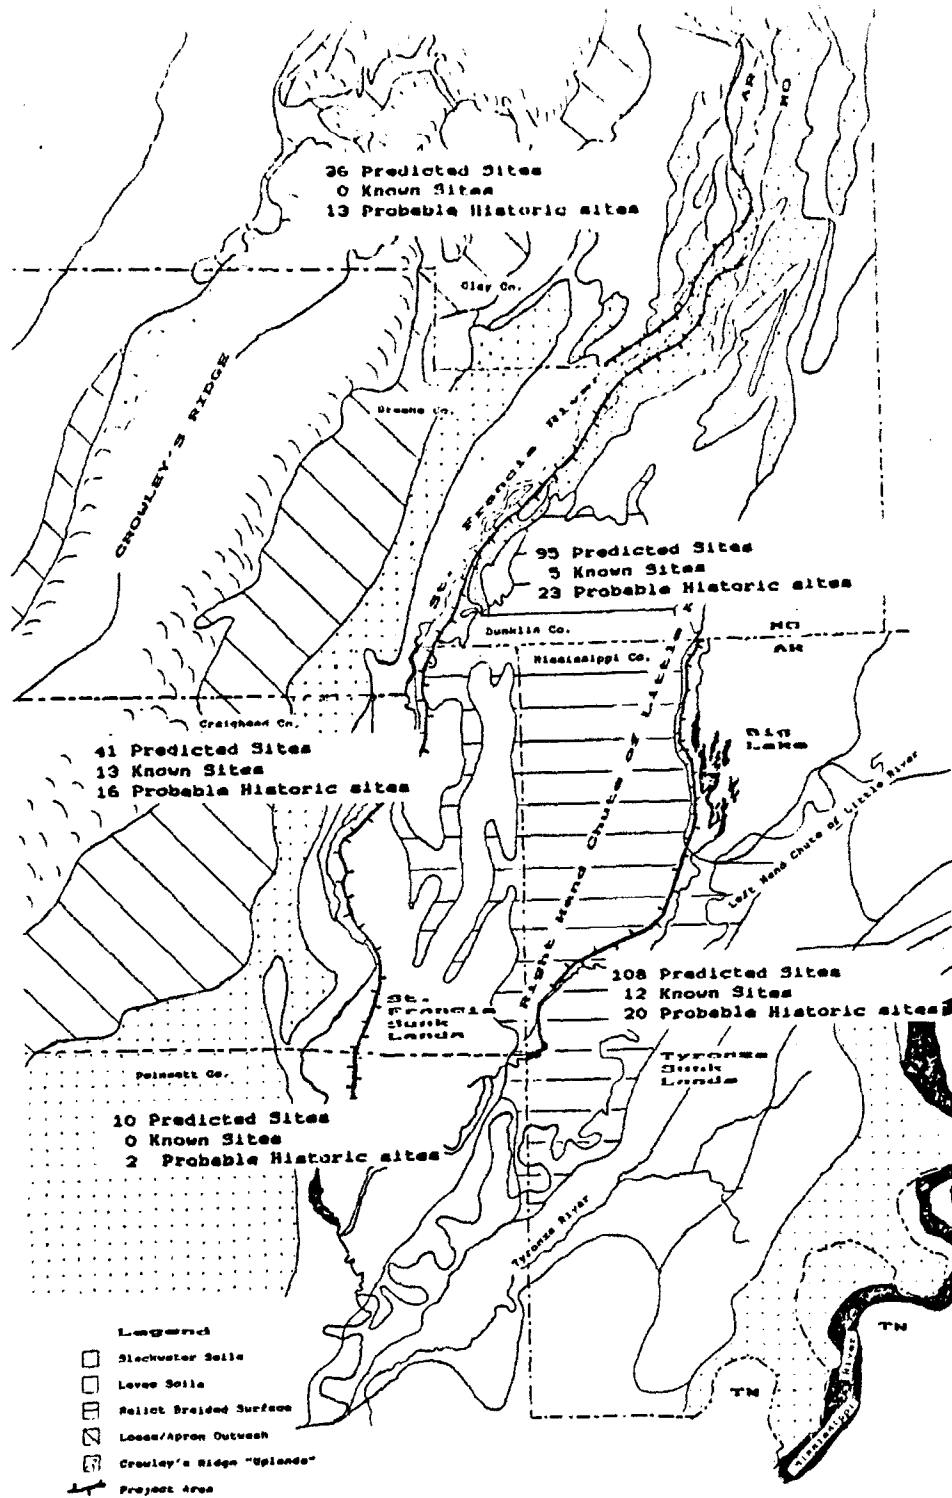 AR
MO
36 Predicted Sites
0 Known Sites
13 Probable Historic sites
Clay Co.
CROWLEY'S RIDGE
Greene Co.
St. Francis River
95 Predicted Sites
5 Known Sites
23 Probable Historic sites
Dunklin Co.
MO
AR
Mississippi Co.
Craighead Co.
Big
Lake
41 Predicted Sites
13 Known Sites
16 Probable Historic sites
Right Hand Chute of Little
Left Hand Chute of Little River
108 Predicted Sites
12 Known Sites
20 Probable Historic sites
St.
Francis
Sunk
Lands
Tyronza
Sunk
Lands
Poinsett Co.
10 Predicted Sites
0 Known Sites
2 Probable Historic sites
Tyronza River
TN
TN
Mississippi River
Legend
Slackwater Soils
Levee Soils
Relict Braided Surface
Loess/Apron Outwash
Crowley's Ridge "Uplands"
Project Area